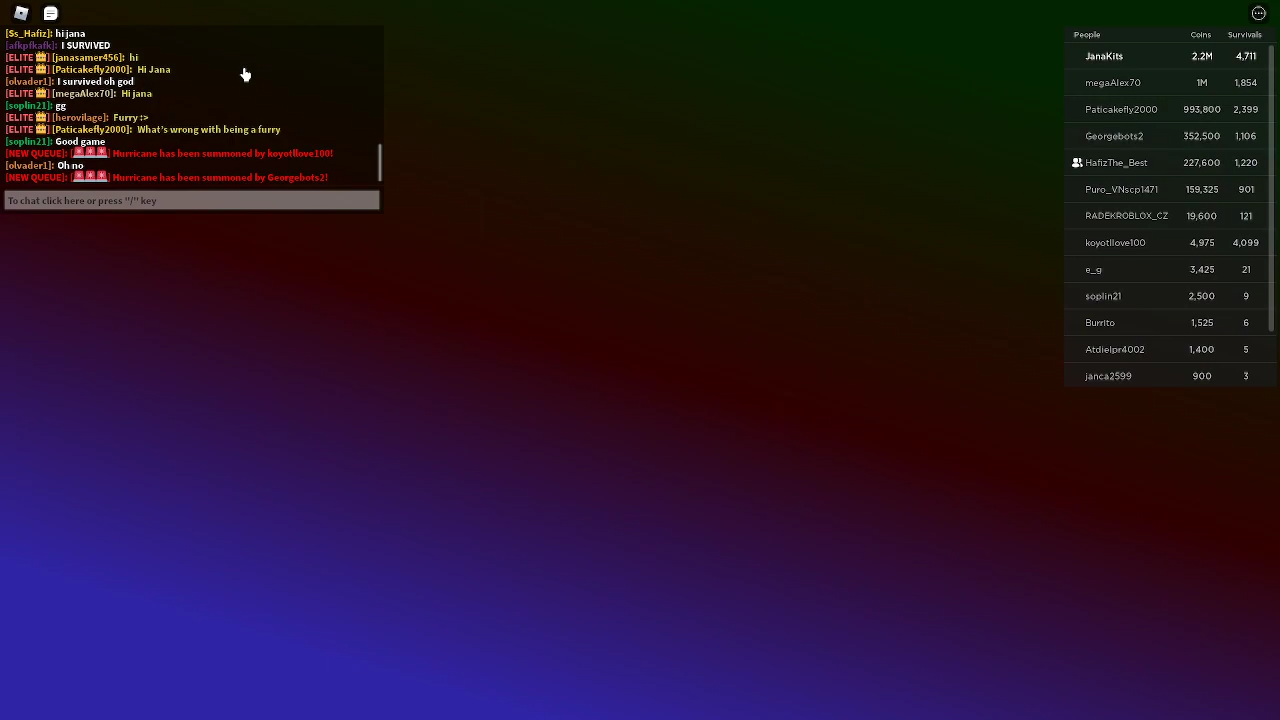 [$s_Hafiz]: hi jana
[afkpfkafk]: I SURVIVED
[ELITE] [janasamer456]: hi
[ELITE] [Paticakefly2000]: Hi Jana
[olvader1]: I survived oh god
[ELITE] [megaAlex70]: Hi jana
[soplin21]: gg
[ELITE] [herovilage]: Furry :>
[ELITE] [Paticakefly2000]: What's wrong with being a furry
[soplin21]: Good game
[NEW QUEUE]: [🚨🚨🚨] Hurricane has been summoned by koyotllove100!
[olvader1]: Oh no
[NEW QUEUE]: [🚨🚨🚨] Hurricane has been summoned by Georgebots2!
To chat click here or press "/" key
People Coins Survivals
JanaKits 2.2M 4,711
megaAlex70 1M 1,854
Paticakefly2000 993,800 2,399
Georgebots2 352,500 1,106
HafizThe_Best 227,600 1,220
Puro_VNscp1471 159,325 901
RADEKROBLOX_CZ 19,600 121
koyotllove100 4,975 4,099
e_g 3,425 21
soplin21 2,500 9
Burrito 1,525 6
Atdielpr4002 1,400 5
janca2599 900 3